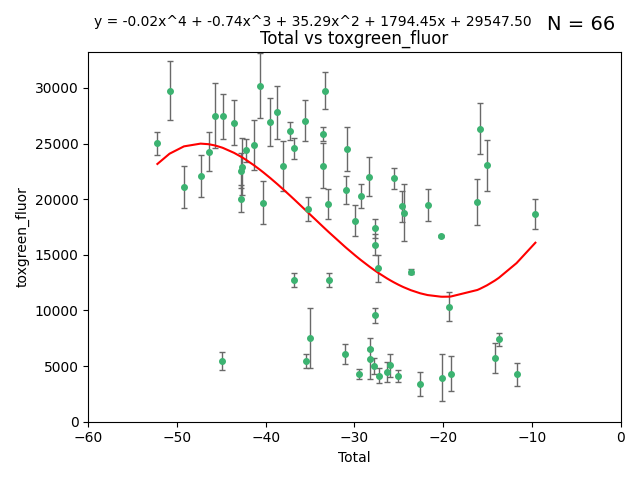 y = -0.02x^4 + -0.74x^3 + 35.29x^2 + 1794.45x + 29547.50 N = 66
Total vs toxgreen_fluor
30000
25000
20000
15000
10000
5000
0
toxgreen_fluor
−60 −50 −40 −30 −20 −10 0
Total